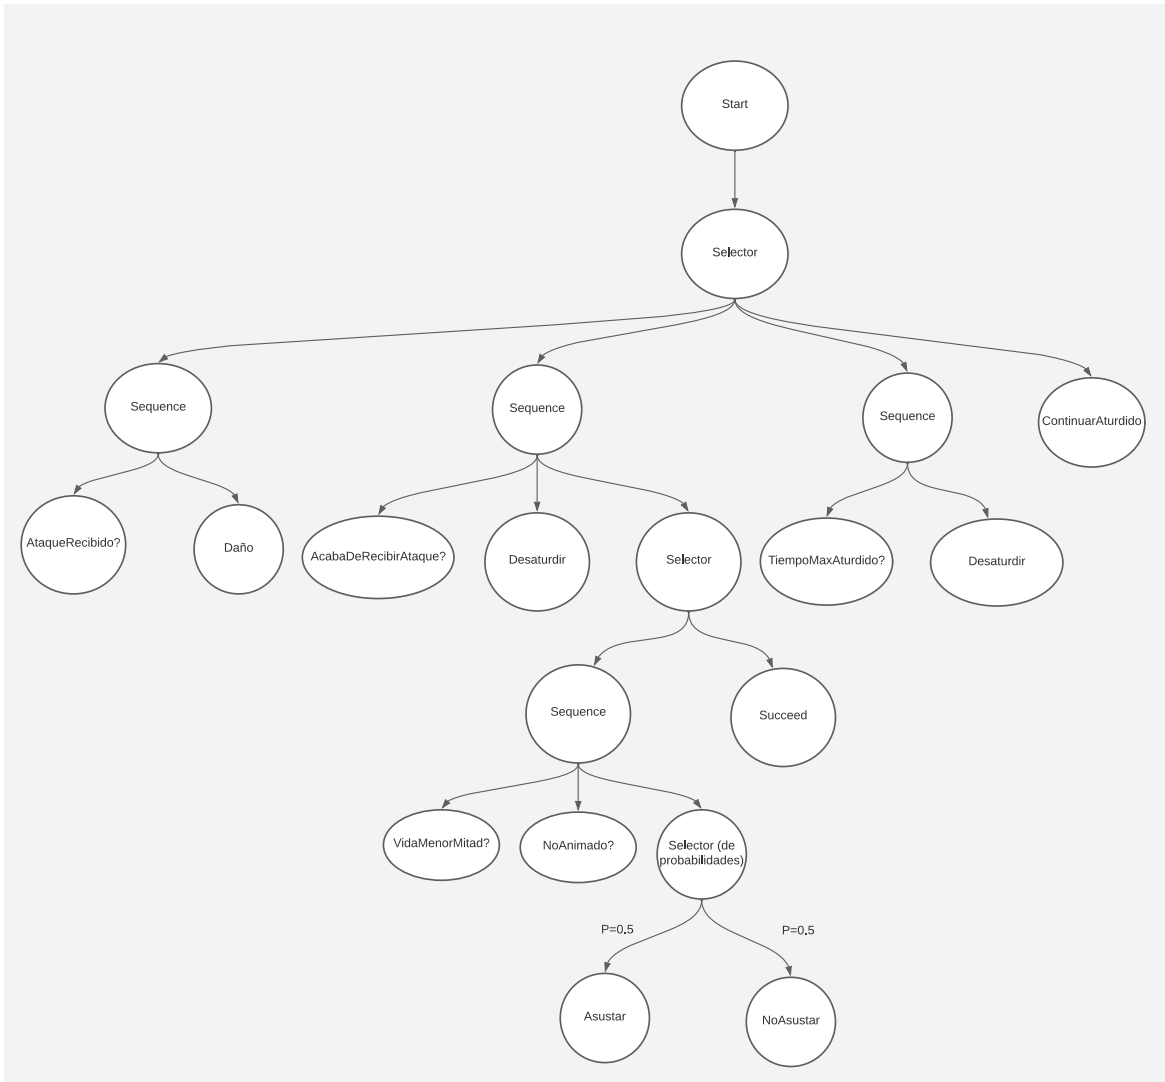 Start
Selector
Sequence
Sequence
Sequence
ContinuarAturdido
AtaqueRecibido?
Daño
AcabaDeRecibirAtaque?
Desaturdir
Selector
TiempoMaxAturdido?
Desaturdir
Sequence
Succeed
VidaMenorMitad?
NoAnimado?
Selector (de
probabilidades)
P=0.5
P=0.5
Asustar
NoAsustar